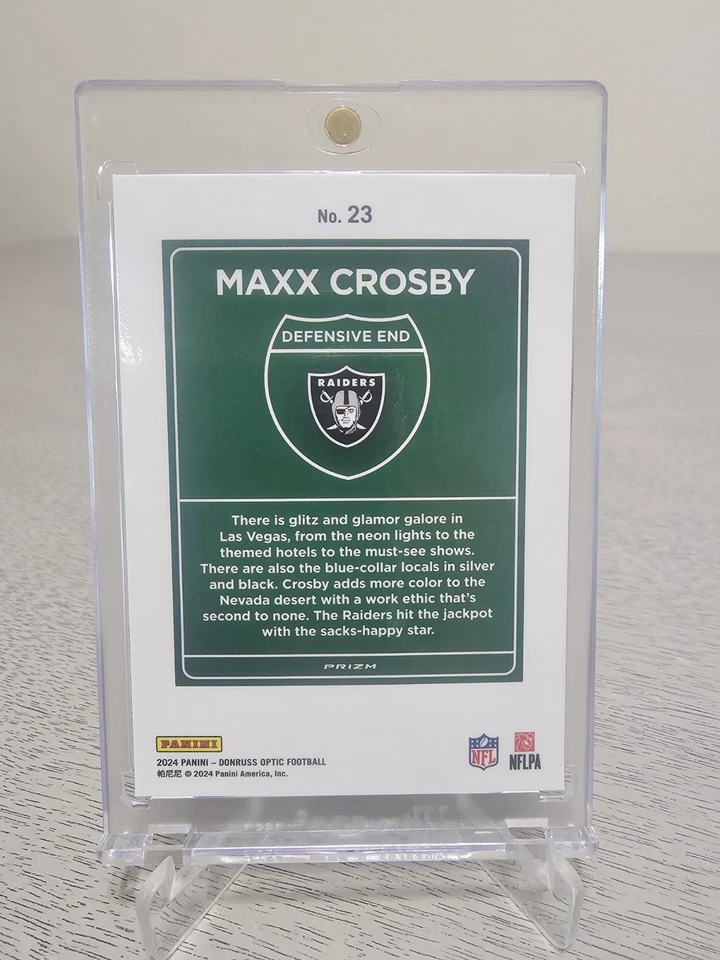 No. 23
MAXX CROSBY
DEFENSIVE END
RAIDERS
There is glitz and glamor galore in
Las Vegas, from the neon lights to the
themed hotels to the must-see shows.
There are also the blue-collar locals in silver
and black. Crosby adds more color to the
Nevada desert with a work ethic that's
second to none. The Raiders hit the jackpot
with the sacks-happy star.
PRIZM
PANINI
2024 PANINI – DONRUSS OPTIC FOOTBALL
帕尼尼 © 2024 Panini America, Inc.
NFL
NFLPA